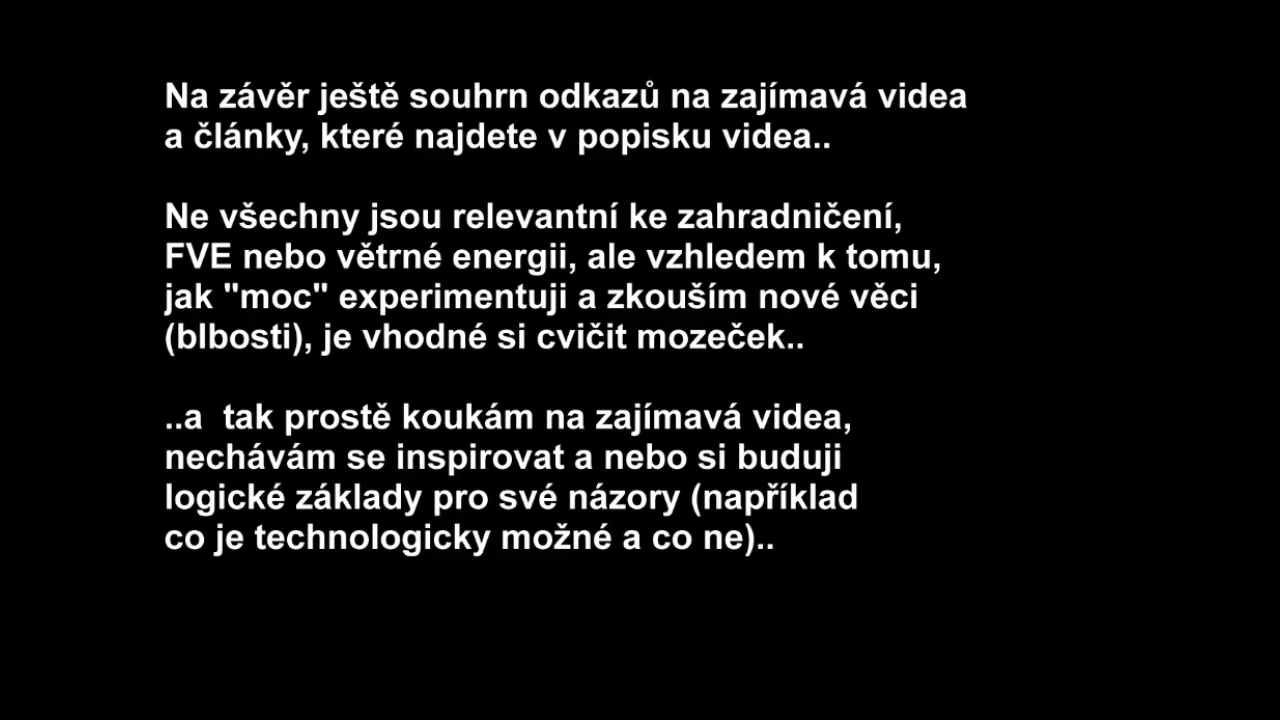 Na závěr ještě souhrn odkazů na zajímavá videa
a články, které najdete v popisku videa..
Ne všechny jsou relevantní ke zahradničení,
FVE nebo větrné energii, ale vzhledem k tomu,
jak "moc" experimentuji a zkouším nové věci
(blbosti), je vhodné si cvičit mozeček..
..a  tak prostě koukám na zajímavá videa,
nechávám se inspirovat a nebo si buduji
logické základy pro své názory (například
co je technologicky možné a co ne)..